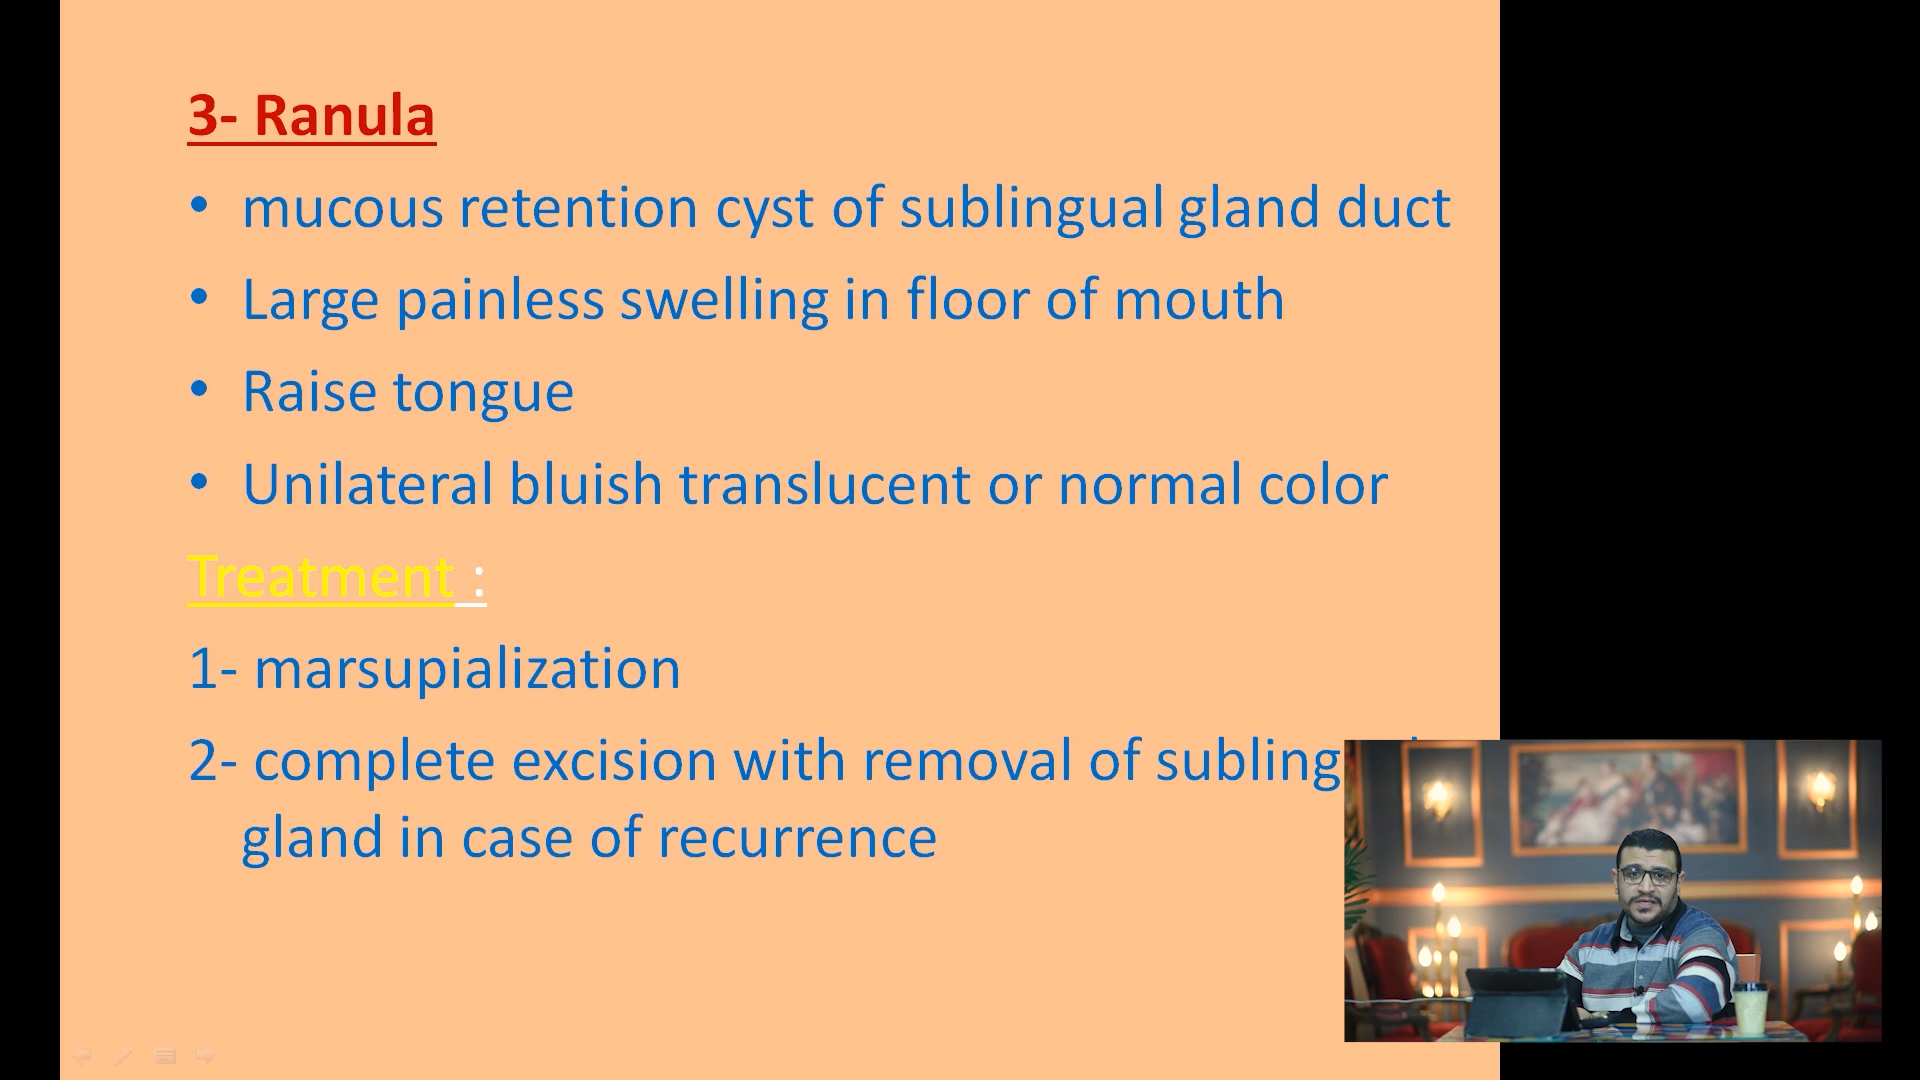 3- Ranula
• mucous retention cyst of sublingual gland duct
• Large painless swelling in floor of mouth
• Raise tongue
• Unilateral bluish translucent or normal color
Treatment :
1- marsupialization
2- complete excision with removal of subling
gland in case of recurrence